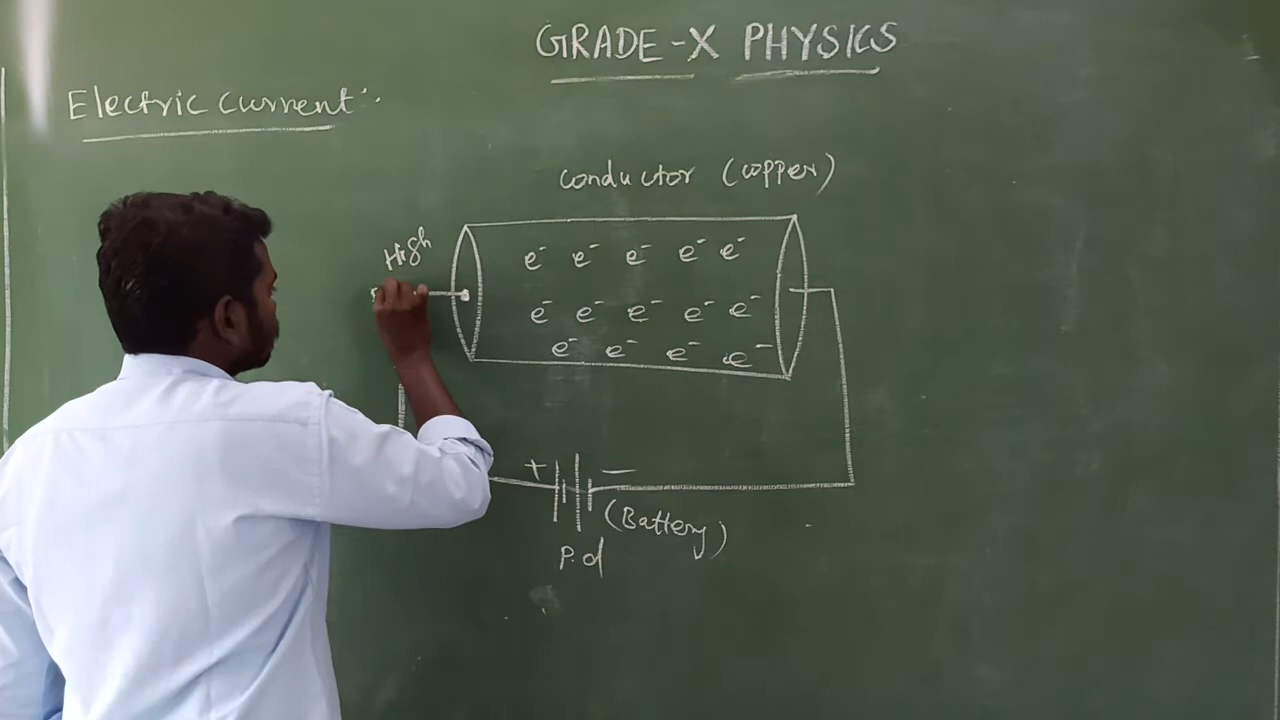 GRADE-X PHYSICS
Electric Current:-
Conductor (Copper)
High
e⁻ e⁻ e⁻ e⁻ e⁻
e⁻ e⁻ e⁻ e⁻ e⁻
e⁻ e⁻ e⁻ e⁻
+ −
(Battery)
P.d